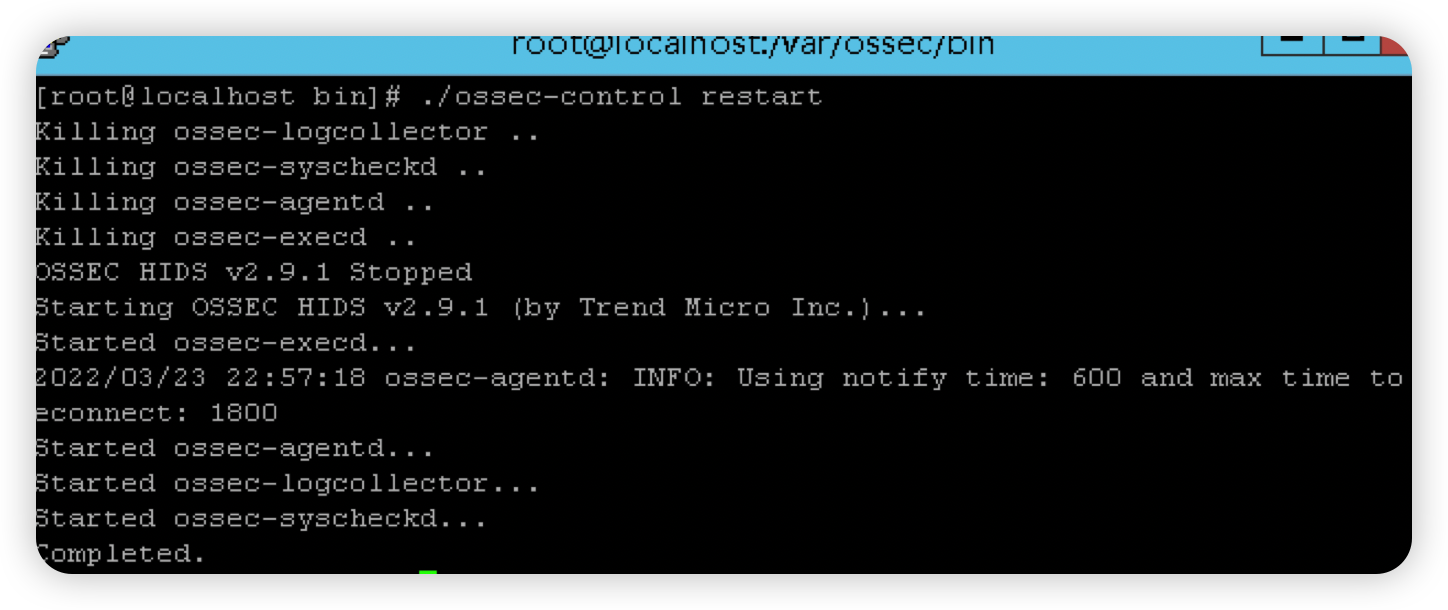 root@localhost:/var/ossec/bin
[root@localhost bin]# ./ossec-control restart
Killing ossec-logcollector ..
Killing ossec-syscheckd ..
Killing ossec-agentd ..
Killing ossec-execd ..
OSSEC HIDS v2.9.1 Stopped
Starting OSSEC HIDS v2.9.1 (by Trend Micro Inc.)...
Started ossec-execd...
2022/03/23 22:57:18 ossec-agentd: INFO: Using notify time: 600 and max time to
econnect: 1800
Started ossec-agentd...
Started ossec-logcollector...
Started ossec-syscheckd...
Completed.